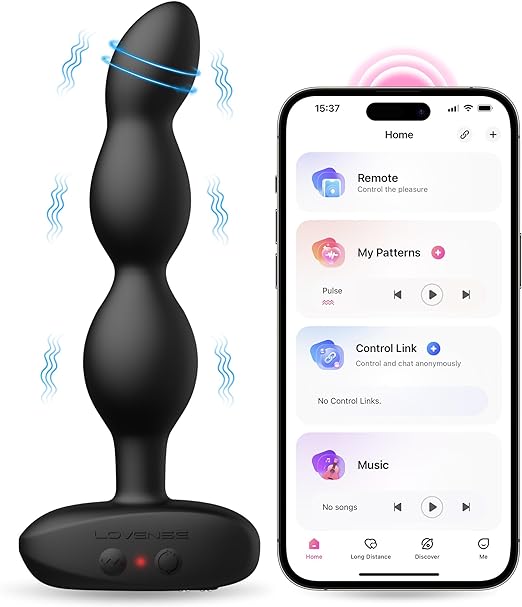 LOVENSE
15:37
Home
Remote
Control the pleasure
My Patterns
Pulse
Control Link
Control and chat anonymously
No Control Links.
Music
No songs
Home
Long Distance
Discover
Me